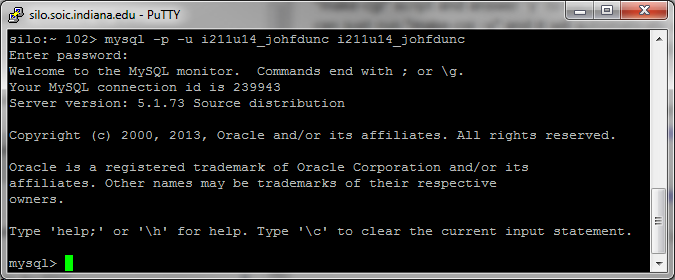 silo.soic.indiana.edu - PuTTY
silo:~ 102> mysql -p -u i211u14_johfdunc i211u14_johfdunc
Enter password:
Welcome to the MySQL monitor.  Commands end with ; or \g.
Your MySQL connection id is 239943
Server version: 5.1.73 Source distribution
Copyright (c) 2000, 2013, Oracle and/or its affiliates. All rights reserved.
Oracle is a registered trademark of Oracle Corporation and/or its
affiliates. Other names may be trademarks of their respective
owners.
Type 'help;' or '\h' for help. Type '\c' to clear the current input statement.
mysql>